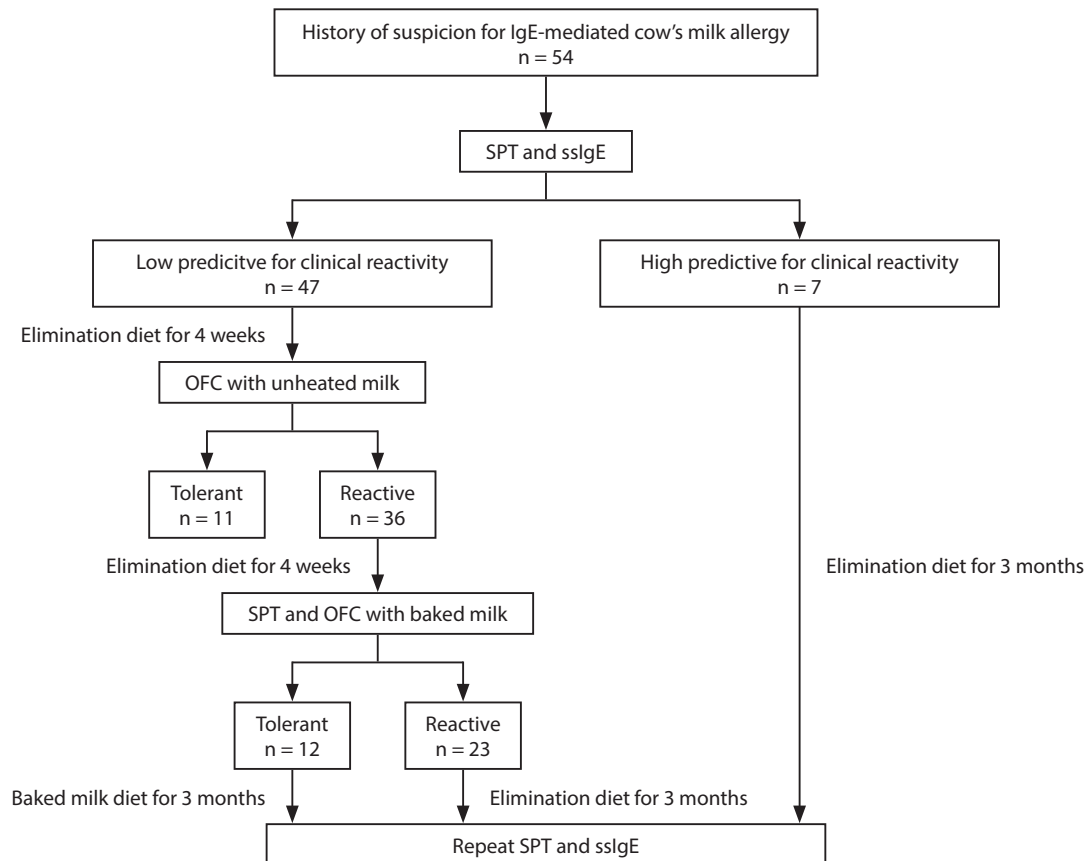 History of suspicion for IgE-mediated cow's milk allergy
n = 54
SPT and ssIgE
Low predicitve for clinical reactivity
n = 47
High predictive for clinical reactivity
n = 7
Elimination diet for 4 weeks
OFC with unheated milk
Tolerant
n = 11
Reactive
n = 36
Elimination diet for 4 weeks
Elimination diet for 3 months
SPT and OFC with baked milk
Tolerant
n = 12
Reactive
n = 23
Baked milk diet for 3 months
Elimination diet for 3 months
Repeat SPT and ssIgE